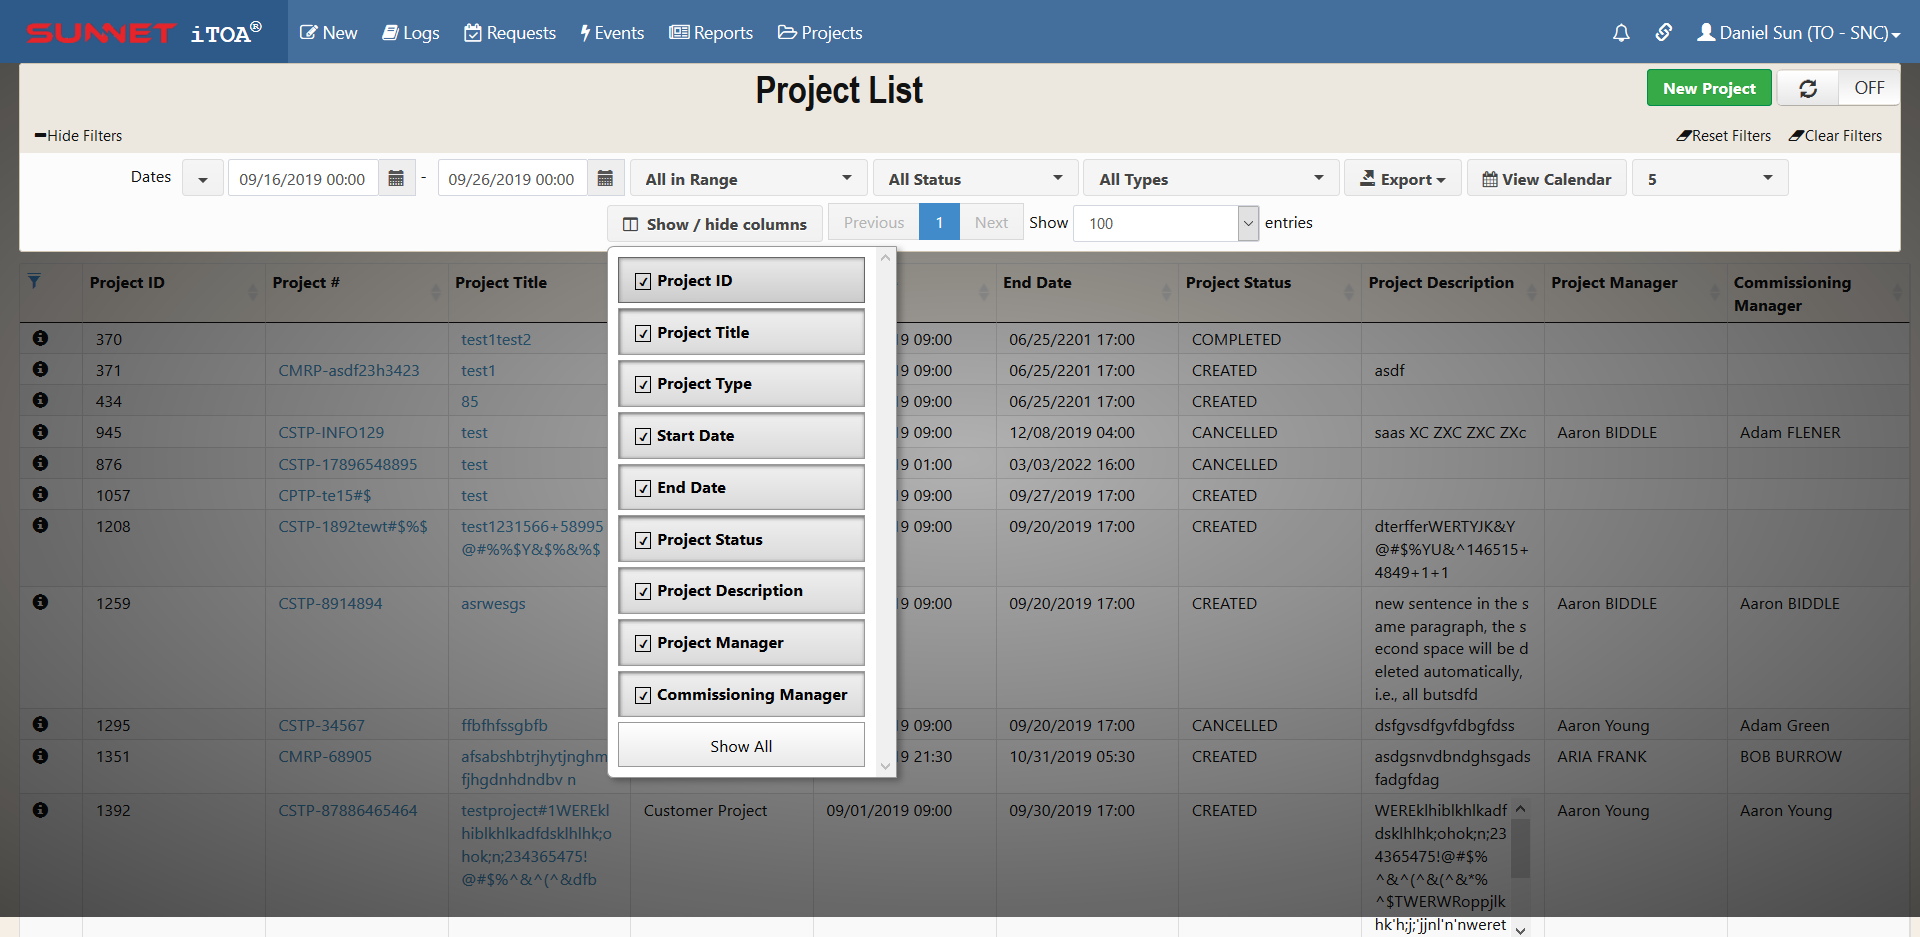 SUNNET iTOA®
New Logs Requests Events Reports Projects
Daniel Sun (TO - SNC)
Project List
New Project OFF
Hide Filters
Reset Filters Clear Filters
Dates 09/16/2019 00:00 - 09/26/2019 00:00 All in Range All Status All Types Export View Calendar 5
Show / hide columns Previous 1 Next Show 100 entries
Project ID Project # Project Title End Date Project Status Project Description Project Manager Commissioning
Manager
Project ID
Project Title
Project Type
Start Date
End Date
Project Status
Project Description
Project Manager
Commissioning Manager
Show All
370 test1test2 19 09:00 06/25/2201 17:00 COMPLETED
371 CMRP-asdf23h3423 test1 19 09:00 06/25/2201 17:00 CREATED asdf
434 85 19 09:00 06/25/2201 17:00 CREATED
945 CSTP-INFO129 test 19 09:00 12/08/2019 04:00 CANCELLED saas XC ZXC ZXC ZXc Aaron BIDDLE Adam FLENER
876 CSTP-17896548895 test 19 01:00 03/03/2022 16:00 CANCELLED
1057 CPTP-te15#$ test 19 09:00 09/27/2019 17:00 CREATED
1208 CSTP-1892tewt#$%$ test1231566+58995 19 09:00 09/20/2019 17:00 CREATED dterfferWERTYJK&Y
@#%%$Y&$%&%$ @#$%YU&^146515+
4849+1+1
1259 CSTP-8914894 asrwesgs 19 09:00 09/20/2019 17:00 CREATED new sentence in the s Aaron BIDDLE Aaron BIDDLE
ame paragraph, the s
econd space will be d
eleted automatically,
i.e., all butsdfd
1295 CSTP-34567 ffbfhfssgbfb 19 09:00 09/20/2019 17:00 CANCELLED dsfgvsdfgvfdbgfdss Aaron Young Adam Green
1351 CMRP-68905 afsabshbtrjhytjnghm 19 21:30 10/31/2019 05:30 CREATED asdgsnvdbndghsgads ARIA FRANK BOB BURROW
fjhgdnhdndbv n fadgfdag
1392 CSTP-87886465464 testproject#1WEREkl Customer Project 09/01/2019 09:00 09/30/2019 17:00 CREATED WEREklhiblkhlkadf Aaron Young Aaron Young
hiblkhlkadfdsklhlhk;o dsklhlhk;ohok;n;23
hok;n;234365475! 4365475!@#$%
@#$%^&^(^&dfb ^&^(^&(^&*%
^$TWERWRoppjlk
hk'h;j;'jjnl'n'nweret